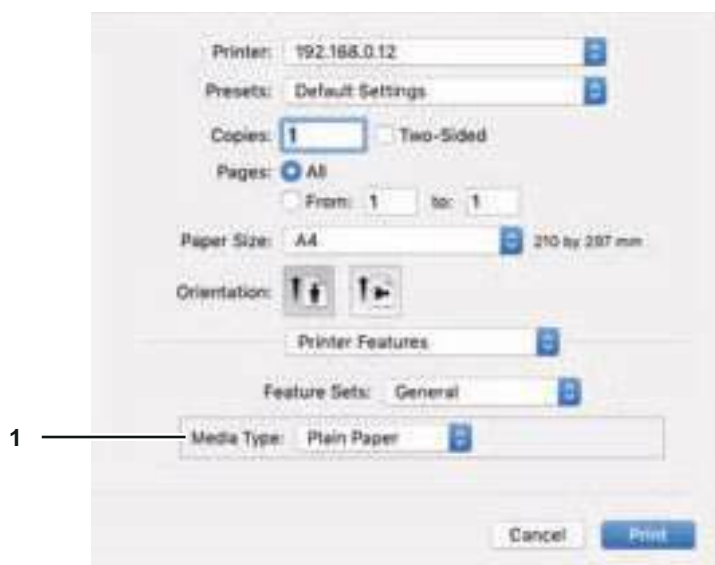 Printer: 192.168.0.12
Presets: Default Settings
Copies: 1 Two-Sided
Pages: All
From: 1 to: 1
Paper Size: A4 210 by 297 mm
Orientation:
Printer Features
Feature Sets: General
1 Media Type: Plain Paper
Cancel Print